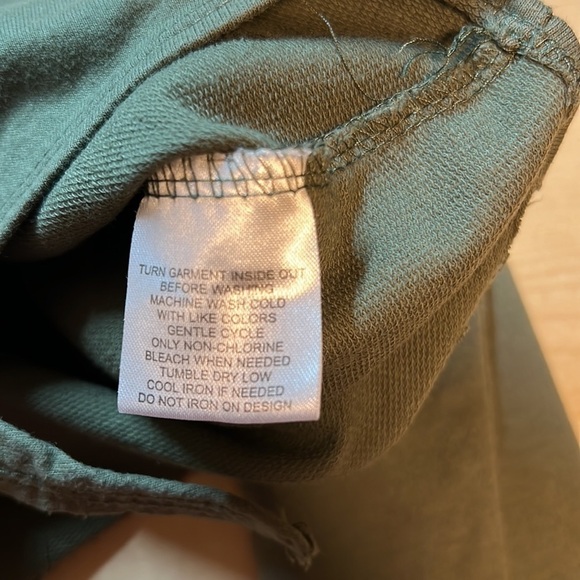 TURN GARMENT INSIDE OUT
BEFORE WASHING
MACHINE WASH COLD
WITH LIKE COLORS
GENTLE CYCLE
ONLY NON-CHLORINE
BLEACH WHEN NEEDED
TUMBLE DRY LOW
COOL IRON IF NEEDED
DO NOT IRON ON DESIGN